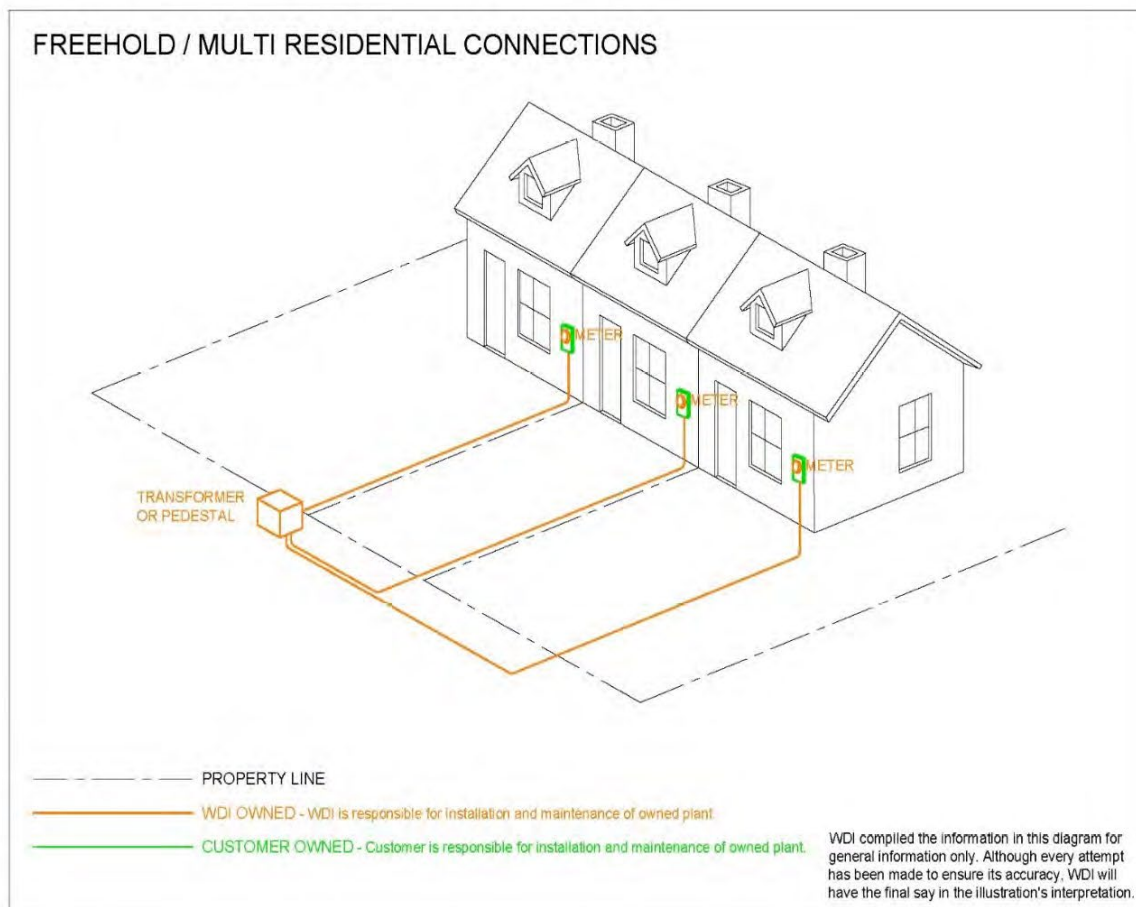 FREEHOLD / MULTI RESIDENTIAL CONNECTIONS
METER
METER
METER
TRANSFORMER
OR PEDESTAL
PROPERTY LINE
WDI OWNED - WDI is responsible for installation and maintenance of owned plant.
CUSTOMER OWNED - Customer is responsible for installation and maintenance of owned plant.
WDI compiled the information in this diagram for
general information only. Although every attempt
has been made to ensure its accuracy, WDI will
have the final say in the illustration's interpretation.